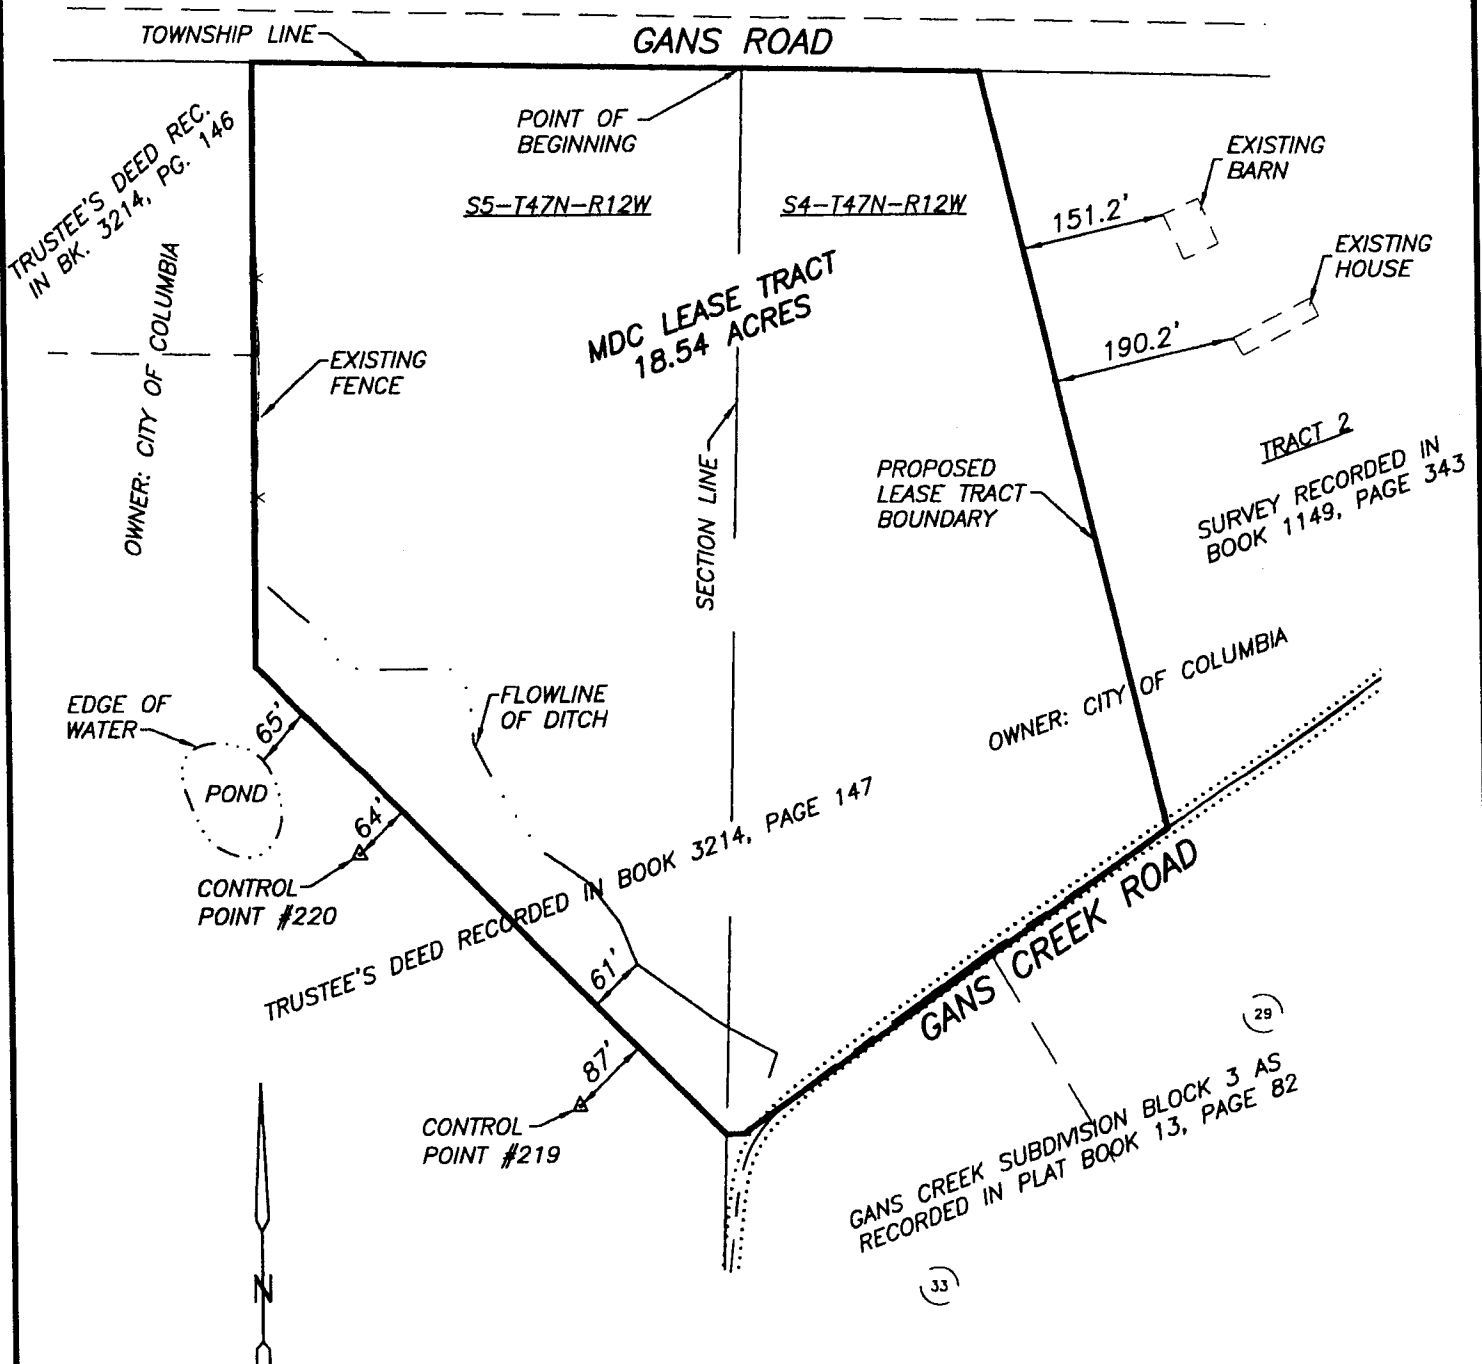 TOWNSHIP LINE
GANS ROAD
POINT OF
BEGINNING
TRUSTEE'S DEED REC.
IN BK. 3214, PG. 146
S5-T47N-R12W
S4-T47N-R12W
EXISTING
BARN
151.2'
EXISTING
HOUSE
190.2'
MDC LEASE TRACT
18.54 ACRES
OWNER: CITY OF COLUMBIA
EXISTING
FENCE
SECTION LINE
PROPOSED
LEASE TRACT
BOUNDARY
TRACT 2
SURVEY RECORDED IN
BOOK 1149, PAGE 343
OWNER: CITY OF COLUMBIA
EDGE OF
WATER
65'
FLOWLINE
OF DITCH
POND
64'
CONTROL
POINT #220
TRUSTEE'S DEED RECORDED IN BOOK 3214, PAGE 147
61'
87'
CONTROL
POINT #219
GANS CREEK ROAD
29
GANS CREEK SUBDIVISION BLOCK 3 AS
RECORDED IN PLAT BOOK 13, PAGE 82
33
N